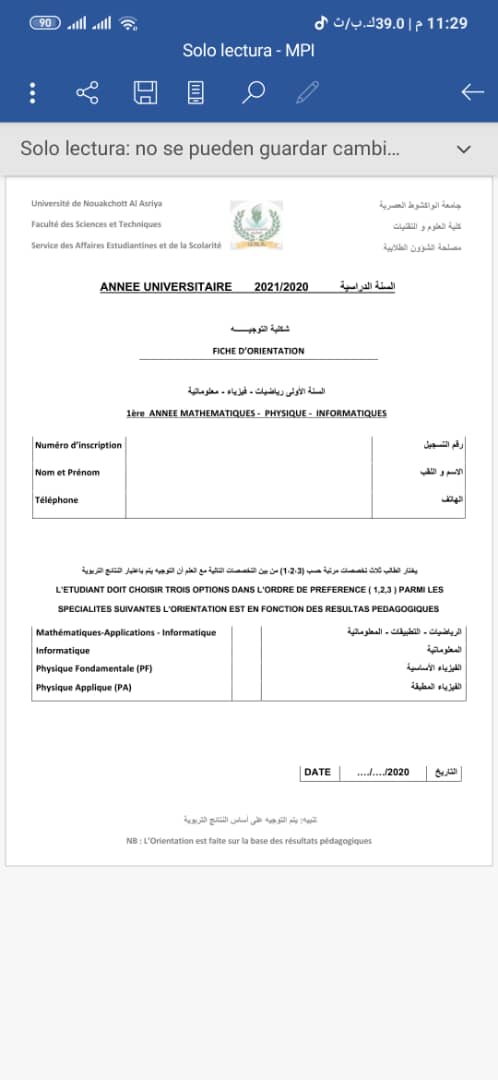 90
11:29 م | 39.0ك.ب/ث
Solo lectura - MPI
Solo lectura: no se pueden guardar cambi...
Université de Nouakchott Al Asriya
جامعة انواكشوط العصرية
Faculté des Sciences et Techniques
كلية العلوم و التقنيات
Service des Affaires Estudiantines et de la Scolarité
مصلحة الشؤون الطلابية
ANNEE UNIVERSITAIRE 2021/2020 السنة الدراسية
شكلية التوجيـــــه
FICHE D'ORIENTATION
السنة الأولى رياضيات - فيزياء - معلوماتية
1ère ANNEE MATHEMATIQUES - PHYSIQUE - INFORMATIQUES
Numéro d'inscription رقم التسجيل
Nom et Prénom الاسم و اللقب
Téléphone الهاتف
يختار الطالب ثلاث تخصصات مرتبة حسب (3-2-1) من بين التخصصات التالية مع العلم أن التوجيه يتم باعتبار النتائج التربوية
L'ETUDIANT DOIT CHOISIR TROIS OPTIONS DANS L'ORDRE DE PREFERENCE ( 1,2,3 ) PARMI LES
SPECIALITES SUIVANTES L'ORIENTATION EST EN FONCTION DES RESULTAS PEDAGOGIQUES
Mathématiques-Applications - Informatique الرياضيات - التطبيقات - المعلوماتية
Informatique المعلوماتية
Physique Fondamentale (PF) الفيزياء الأساسية
Physique Applique (PA) الفيزياء المطبقة
DATE ..../..../2020 التاريخ
تنبيه: يتم التوجيه على أساس النتائج التربوية
NB : L'Orientation est faite sur la base des résultats pédagogiques